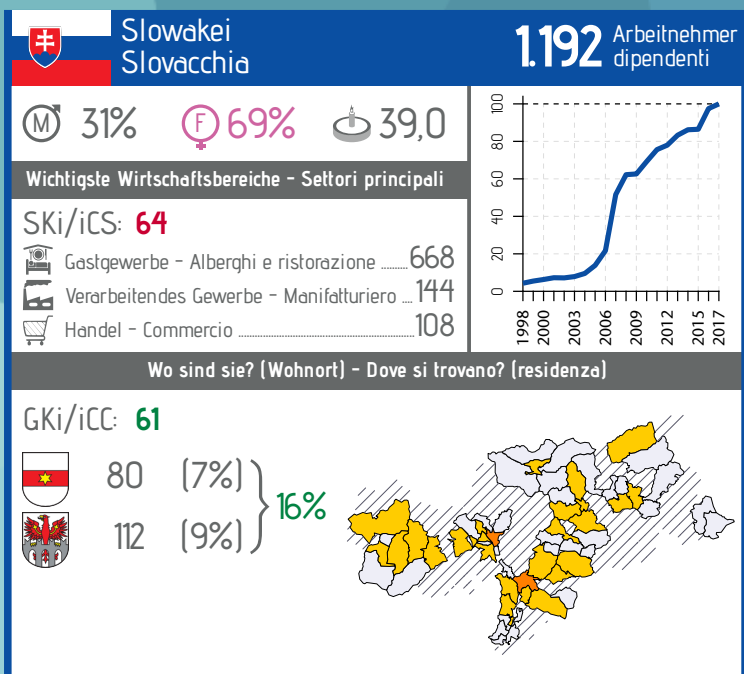 Slowakei
Slovacchia
1.192 Arbeitnehmer
dipendenti
M 31% F 69% 39,0
Wichtigste Wirtschaftsbereiche - Settori principali
SKi/iCS: 64
Gastgewerbe - Alberghi e ristorazione ........ 668
Verarbeitendes Gewerbe - Manifatturiero ... 144
Handel - Commercio ........ 108
100
80
60
40
20
0
1998
2000
2003
2006
2009
2012
2015
2017
Wo sind sie? (Wohnort) - Dove si trovano? (residenza)
GKi/iCC: 61
80 (7%)
112 (9%)
16%